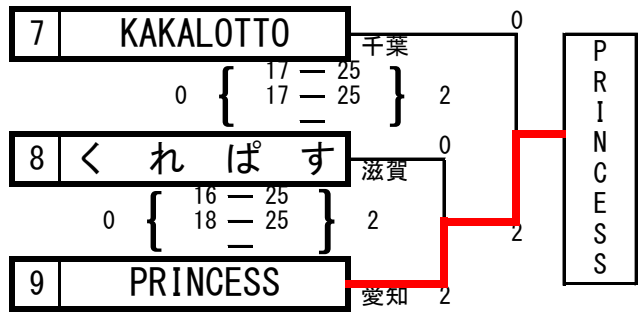 7 KAKALOTTO 千葉 0
17 — 25
0 { 17 — 25 } 2
—
8 くれぱす 滋賀 0
16 — 25
0 { 18 — 25 } 2
—
2
9 PRINCESS 愛知 2
PRINCESS